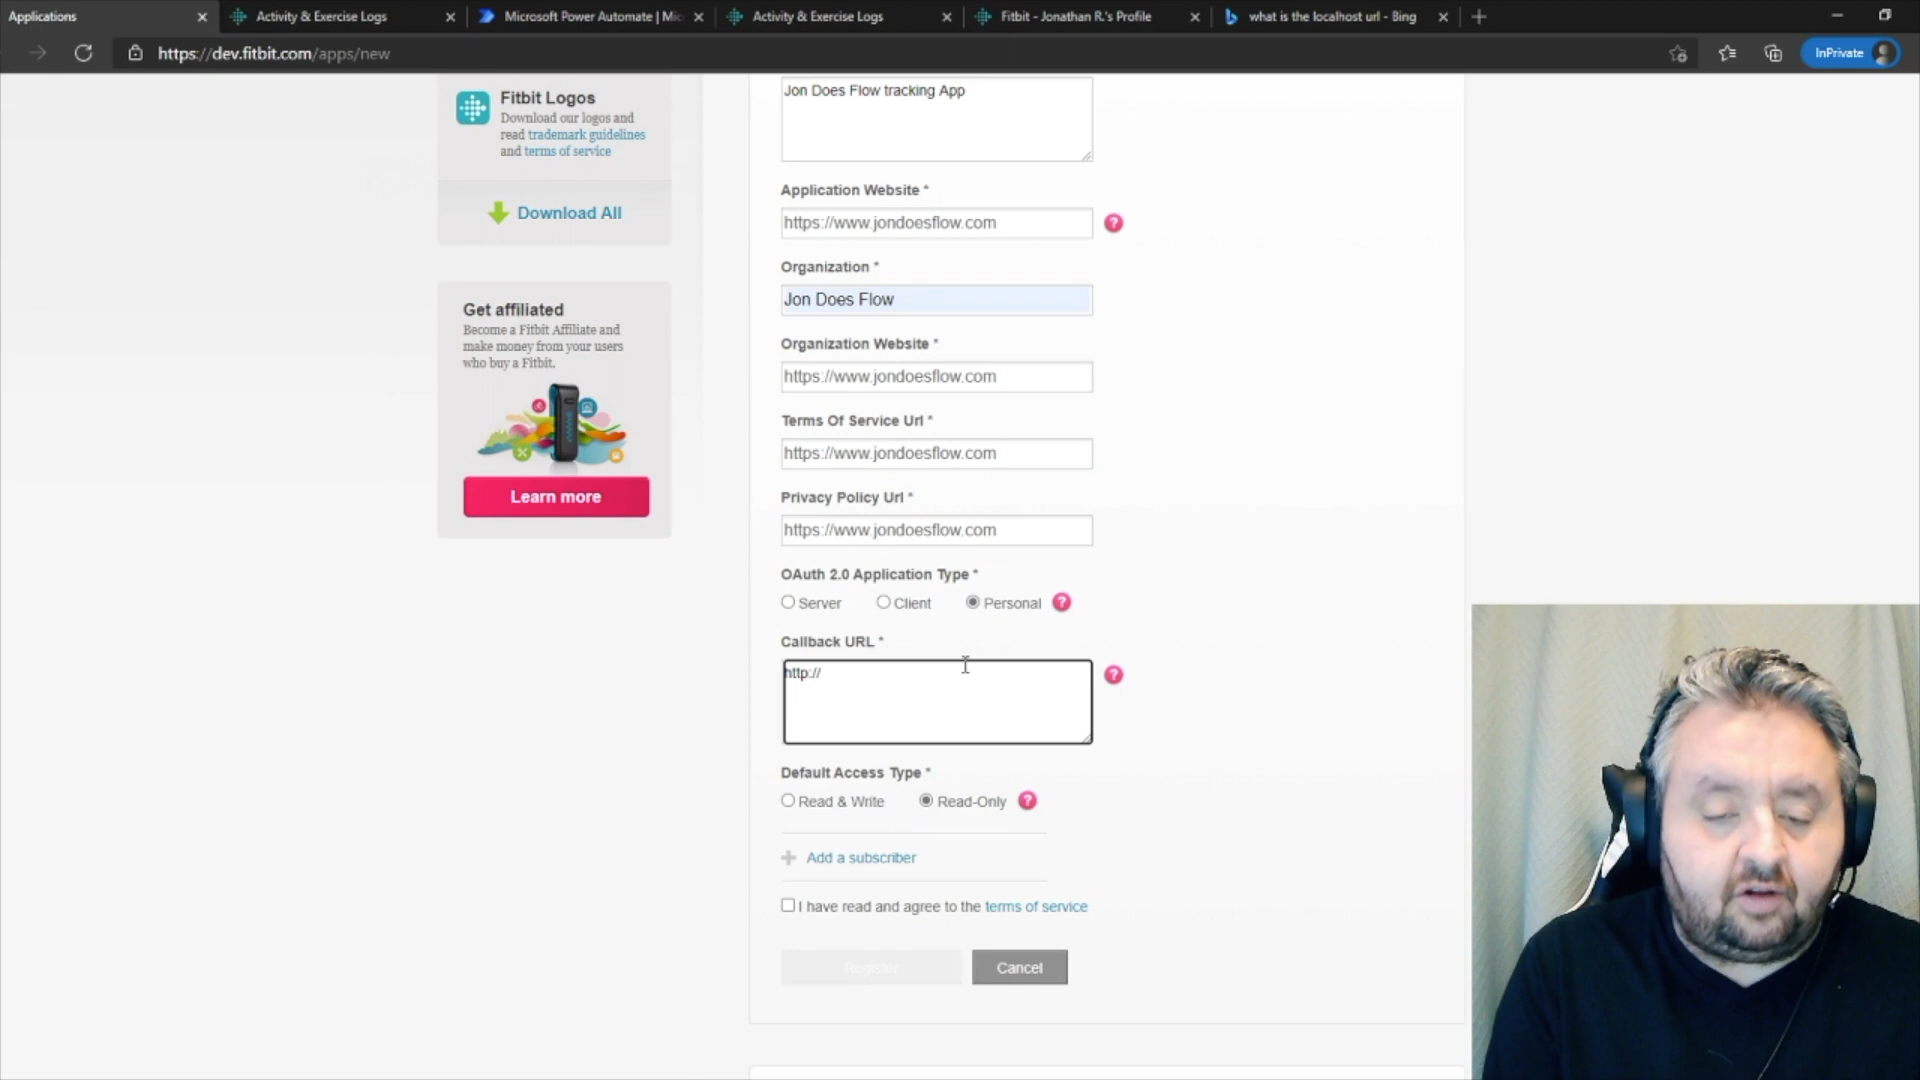 Applications
Activity & Exercise Logs
Microsoft Power Automate | Mic
Activity & Exercise Logs
Fitbit - Jonathan R.'s Profile
what is the localhost url - Bing
https://dev.fitbit.com/apps/new
InPrivate
Fitbit Logos
Download our logos and
read trademark guidelines
and terms of service
Download All
Get affiliated
Become a Fitbit Affiliate and
make money from your users
who buy a Fitbit.
Learn more
Jon Does Flow tracking App
Application Website *
https://www.jondoesflow.com
?
Organization *
Jon Does Flow
Organization Website *
https://www.jondoesflow.com
Terms Of Service Url *
https://www.jondoesflow.com
Privacy Policy Url *
https://www.jondoesflow.com
OAuth 2.0 Application Type *
Server Client Personal ?
Callback URL *
http://
?
Default Access Type *
Read & Write Read-Only ?
Add a subscriber
I have read and agree to the terms of service
Register Cancel